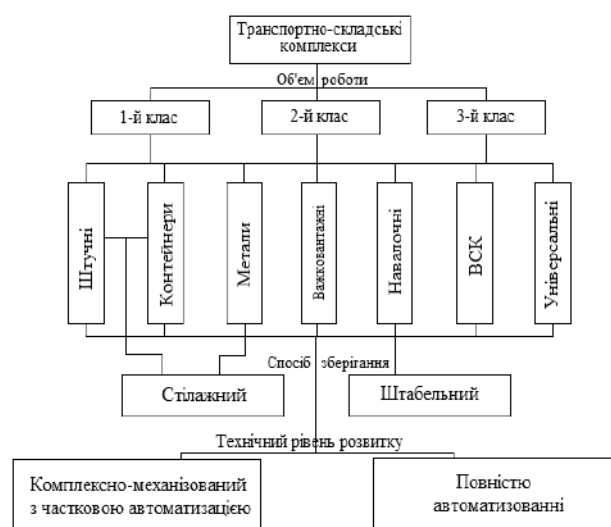 Транспортно-складські
комплекси
Об'єм роботи
1-й клас
2-й клас
3-й клас
Штучні
Контейнери
Метали
Важковантажні
Навалочні
ВСК
Універсальні
Спосіб зберігання
Стілажний
Штабельний
Технічний рівень розвитку
Комплексно-механізований
з частковою автоматизацією
Повністю
автоматизованні